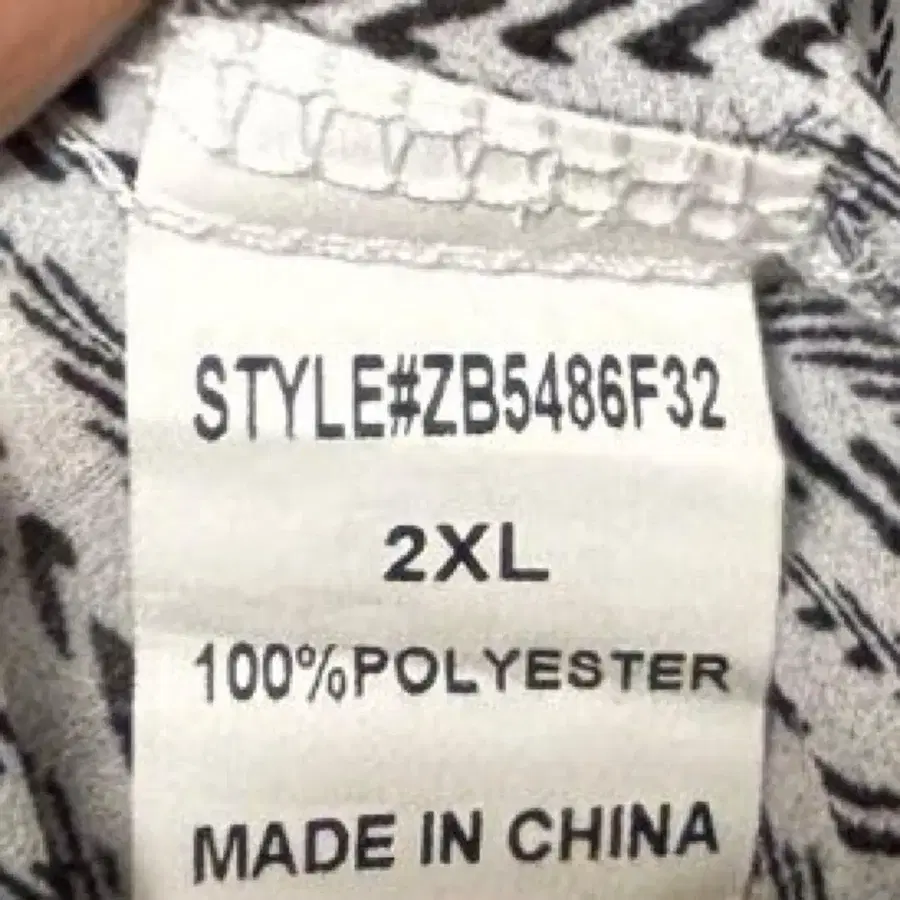 STYLE#ZB5486F32
2XL
100%POLYESTER
MADE IN CHINA